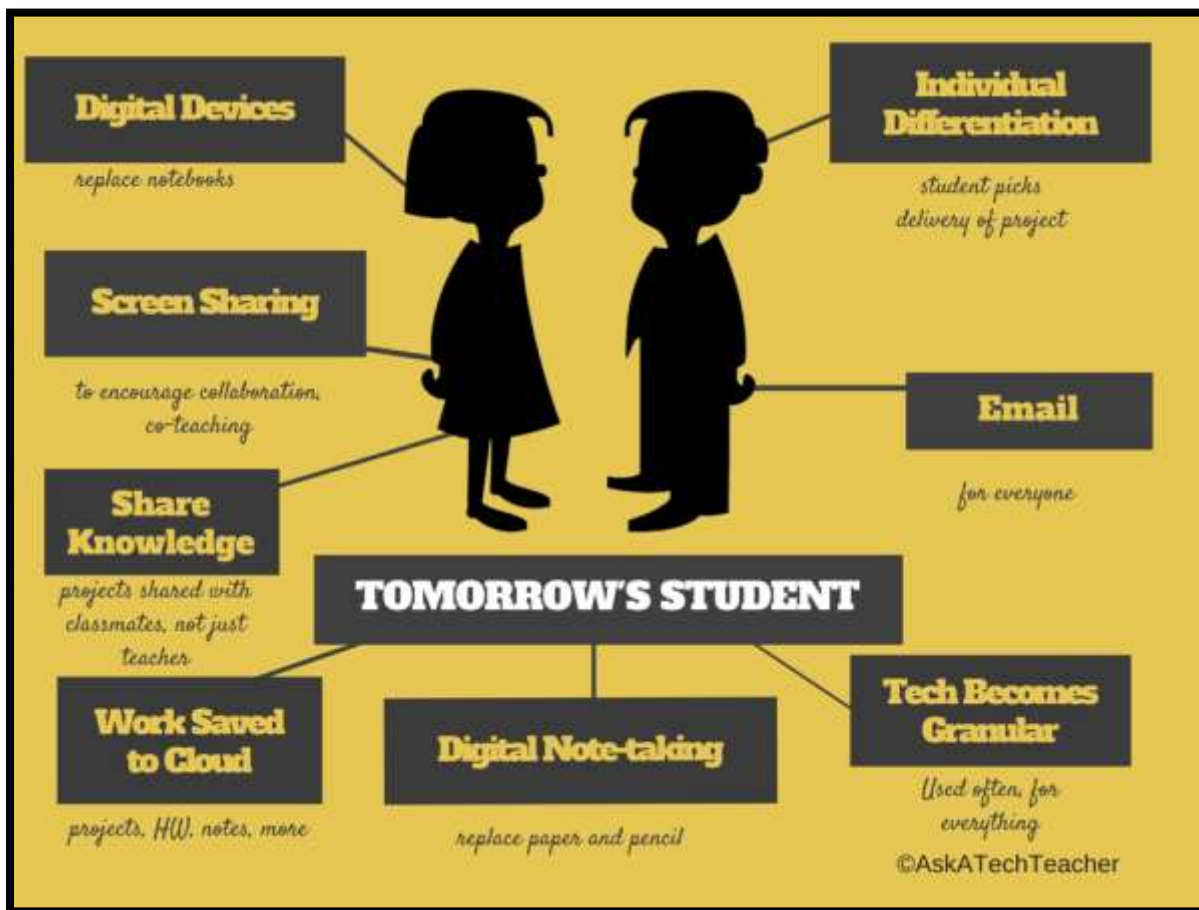 Digital Devices
replace notebooks
Individual
Differentiation
student picks
delivery of project
Screen Sharing
to encourage collaboration,
co-teaching
Email
for everyone
Share
Knowledge
projects shared with
classmates, not just
teacher
TOMORROW'S STUDENT
Work Saved
to Cloud
projects, HW, notes, more
Digital Note-taking
replace paper and pencil
Tech Becomes
Granular
Used often, for
everything
©AskATechTeacher